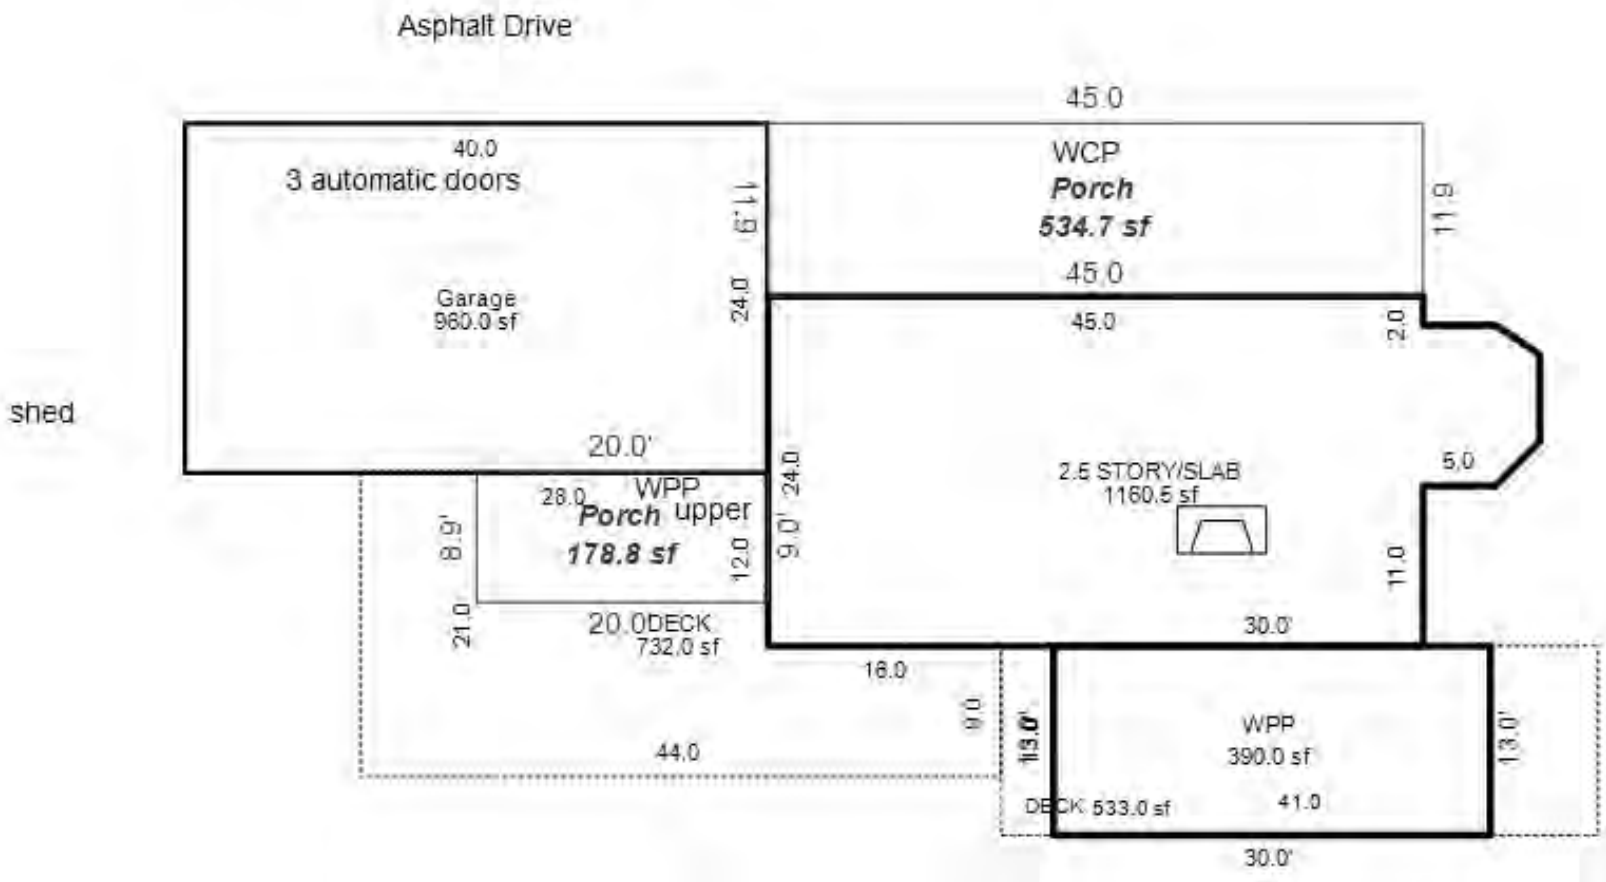 Asphalt Drive
45.0
40.0
3 automatic doors
11.9
WCP
Porch
534.7 sf
11.9
45.0
24.0'
Garage
960.0 sf
45.0
2.0
shed
20.0'
24.0
5.0
28.0
WPP
Porch upper
178.8 sf
8.9'
12.0
9.0'
2.5 STORY/SLAB
1160.5 sf
11.0
21.0'
20.0
DECK
732.0 sf
30.0'
16.0
9.0
13.0'
WPP
390.0 sf
13.0'
44.0
DECK 533.0 sf
41.0
30.0'